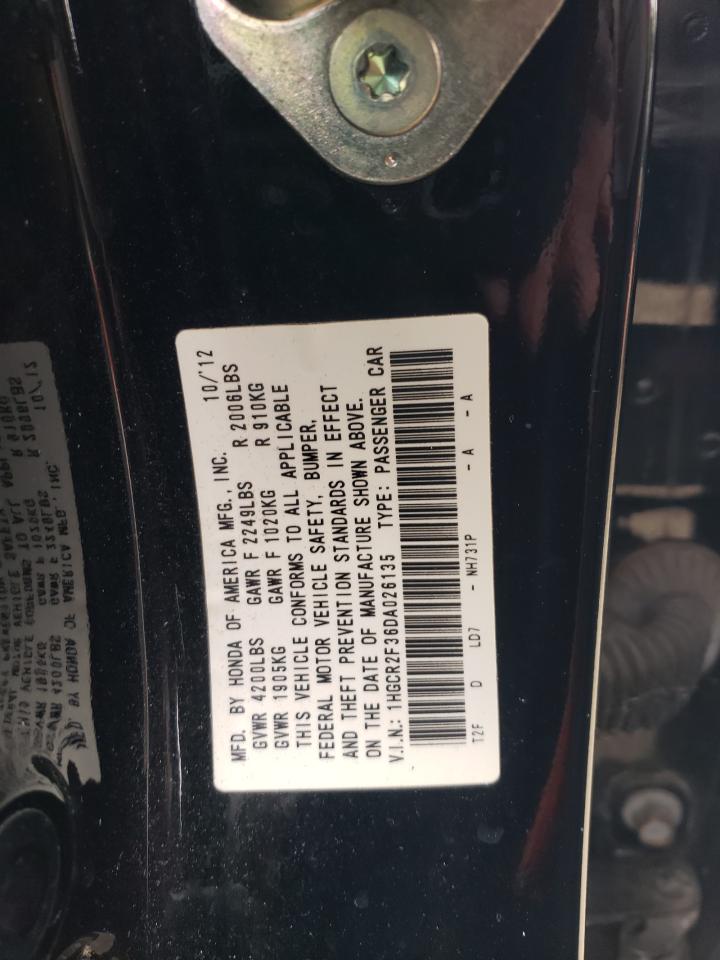 MFD. BY HONDA OF AMERICA MFG., INC. 10/12
GVWR 4200LBS GAWR F 2249LBS R 2006LBS
GVWR 1905KG GAWR F 1020KG R 910KG
THIS VEHICLE CONFORMS TO ALL APPLICABLE
FEDERAL MOTOR VEHICLE SAFETY, BUMPER,
AND THEFT PREVENTION STANDARDS IN EFFECT
ON THE DATE OF MANUFACTURE SHOWN ABOVE.
V.I.N.: 1HGCR2F36DA026135 TYPE: PASSENGER CAR
T2F D LD7 - NH731P - A - A